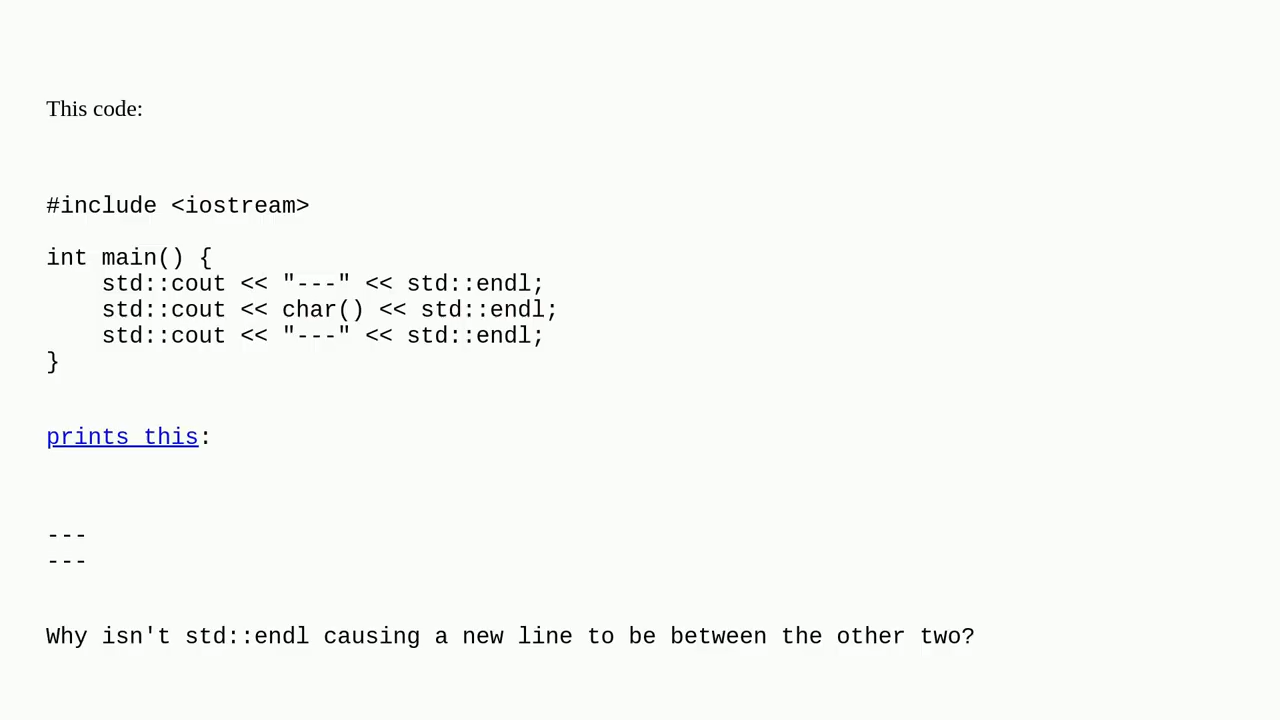 This code:
#include <iostream>
int main() {
    std::cout << "---" << std::endl;
    std::cout << char() << std::endl;
    std::cout << "---" << std::endl;
}
prints this:
---
---
Why isn't std::endl causing a new line to be between the other two?